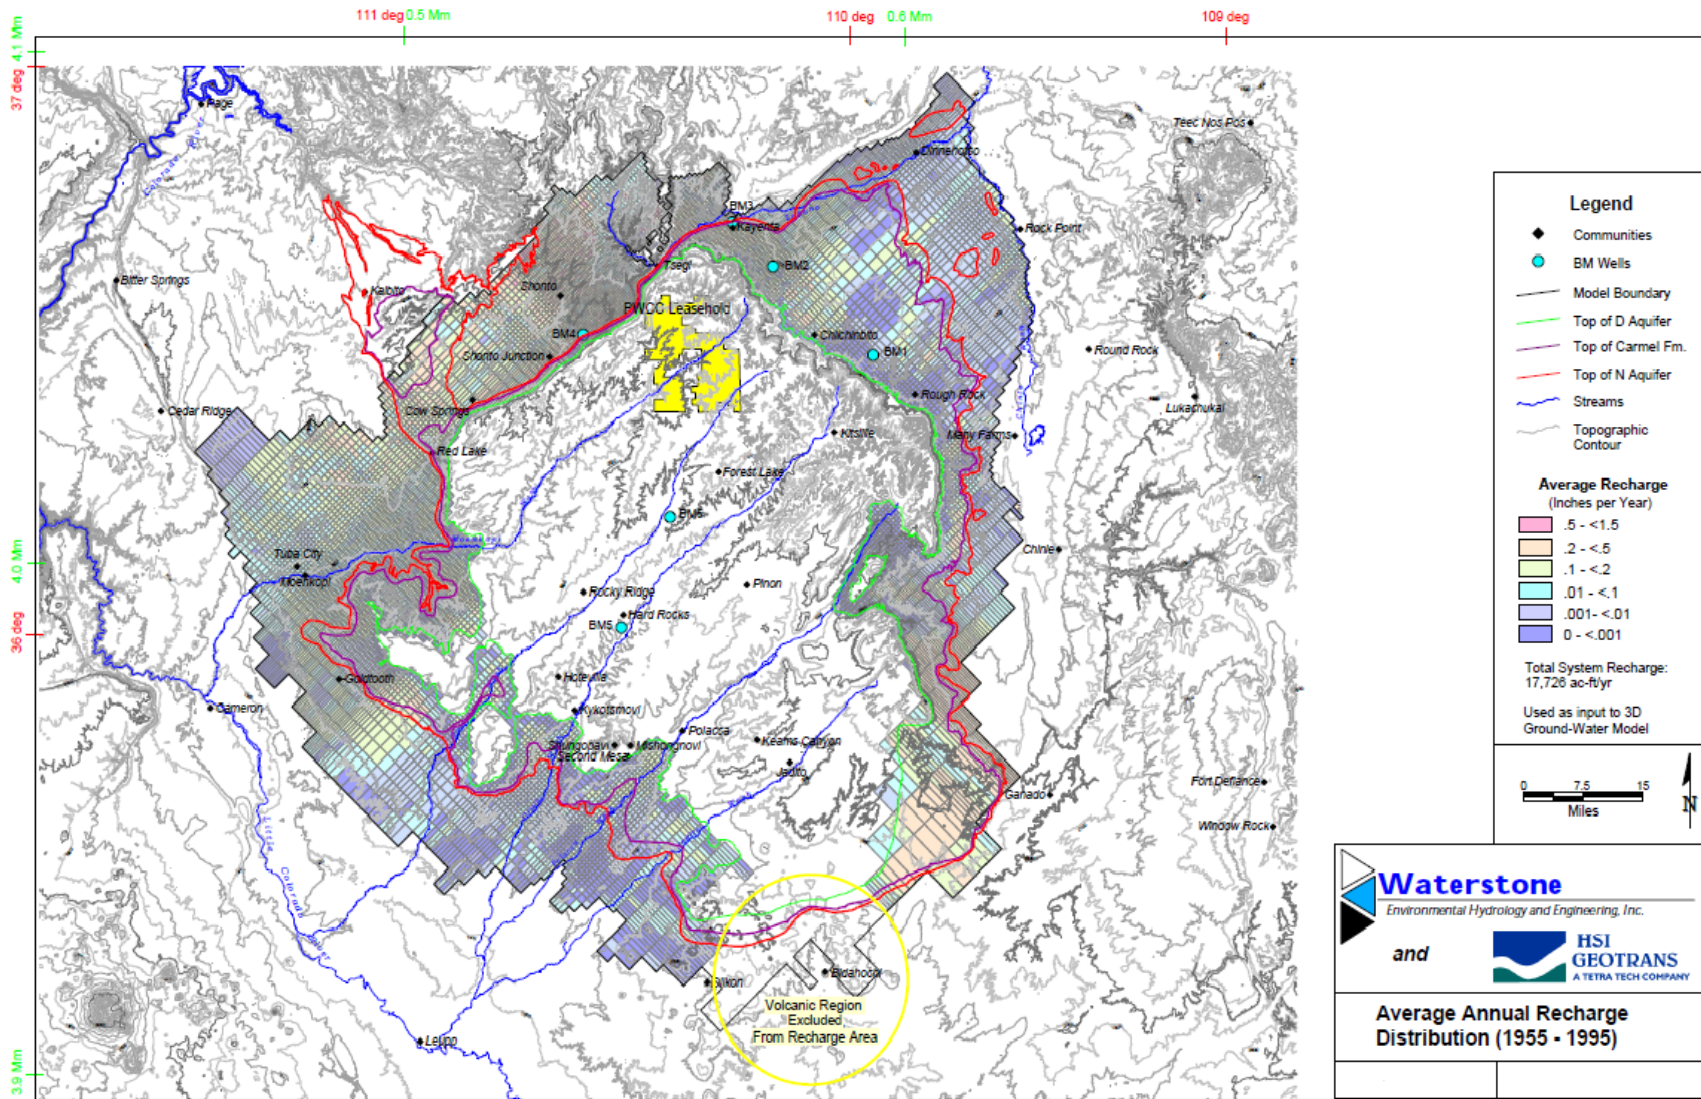 111 deg
0.5 Mm
110 deg
0.6 Mm
109 deg
4.1 Mm
37 deg
4.0 Mm
36 deg
3.9 Mm
Page
Colorado River
Teec Nos Pos
Dinnehotso
BM3
Kayenta
Rock Point
Tsegi
BM2
Bitter Springs
Kaibito
Shonto
PWCC Leasehold
BM4
Chilchinbito
Shonto Junction
BM1
Round Rock
Cedar Ridge
Cow Springs
Rough Rock
Lukachukai
Red Lake
Kitsillie
Many Farms
Forest Lake
BM6
Tuba City
Moenkopi
Chinle
Rocky Ridge
Pinon
Hard Rocks
BM5
Goldtooth
Hotevilla
Cameron
Kykotsmovi
Polacca
Shungopavi
Mishongnovi
Second Mesa
Keams Canyon
Jadito
Ganado
Fort Defiance
Window Rock
Little Colorado River
Bidahochi
Dilkon
Volcanic Region
Excluded
From Recharge Area
Leupp
Legend
Communities
BM Wells
Model Boundary
Top of D Aquifer
Top of Carmel Fm.
Top of N Aquifer
Streams
Topographic
Contour
Average Recharge
(Inches per Year)
.5 - <1.5
.2 - <.5
.1 - <.2
.01 - <.1
.001- <.01
0 - <.001
Total System Recharge:
17,726 ac-ft/yr
Used as input to 3D
Ground-Water Model
0 7.5 15
Miles
N
Waterstone
Environmental Hydrology and Engineering, Inc.
and
HSI
GEOTRANS
A TETRA TECH COMPANY
Average Annual Recharge
Distribution (1955 - 1995)